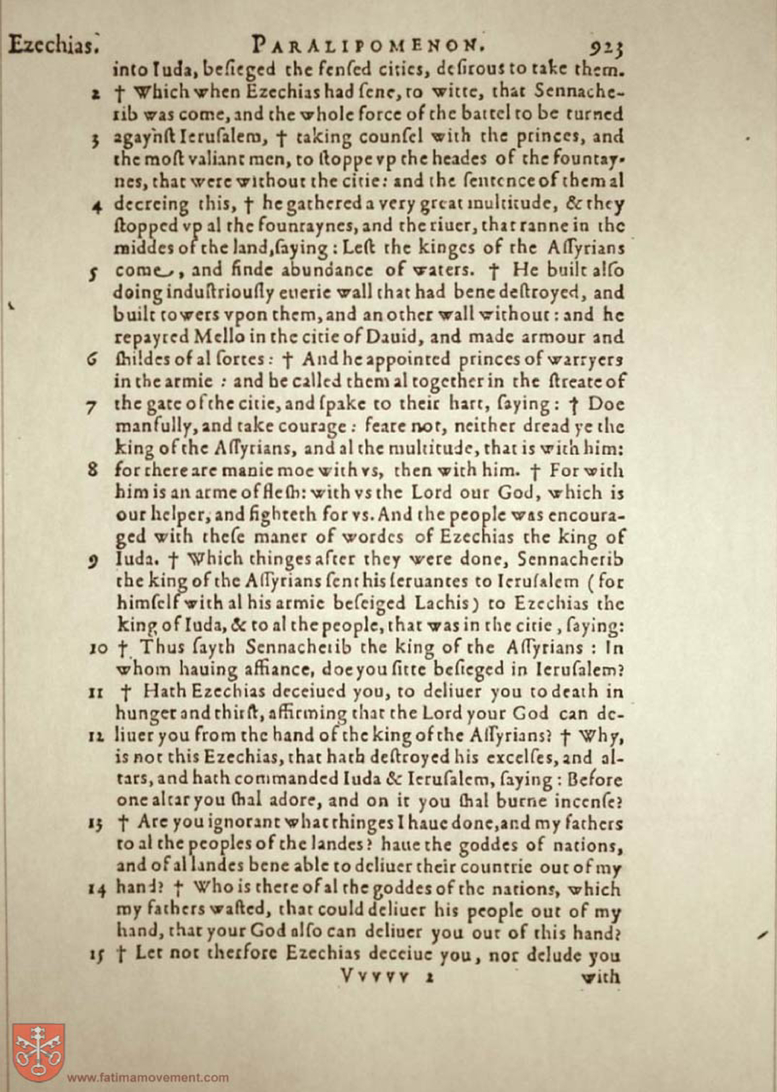 Ezechias. PARALIPOMENON. 923
into Iuda, beſieged the fenſed cities, deſirous to take them.
2 † Which when Ezechias had ſene, to witte, that Sennache-
rib was come, and the whole force of the battel to be turned
3 agaynſt Ieruſalem, † taking counſel with the princes, and
the moſt valiant men, to ſtoppe vp the heades of the fountay-
nes, that were without the citie: and the ſentence of them al
4 decreing this, † he gathered a very great multitude, & they
ſtopped vp al the fountaynes, and the riuer, that ranne in the
middes of the land, ſaying: Leſt the kinges of the Aſſyrians
5 come, and finde abundance of waters. † He built alſo
doing induſtriouſly euerie wall that had bene deſtroyed, and
built towers vpon them, and an other wall without: and he
repayred Mello in the citie of Dauid, and made armour and
6 ſhildes of al ſortes: † And he appointed princes of warryers
in the armie : and he called them al together in the ſtreate of
7 the gate of the citie, and ſpake to their hart, ſaying: † Doe
manfully, and take courage: feare not, neither dread ye the
king of the Aſſyrians, and al the multitude, that is with him:
8 for there are manie moe with vs, then with him. † For with
him is an arme of fleſh: with vs the Lord our God, which is
our helper, and fighteth for vs. And the people was encoura-
ged with theſe maner of wordes of Ezechias the king of
9 Iuda. † Which thinges after they were done, Sennacherib
the king of the Aſſyrians ſent his ſeruantes to Ieruſalem (for
himſelf with al his armie beſeiged Lachis) to Ezechias the
king of Iuda, & to al the people, that was in the citie, ſaying:
10 † Thus ſayth Sennacherib the king of the Aſſyrians : In
whom hauing affiance, doe you ſitte beſieged in Ieruſalem?
11 † Hath Ezechias deceiued you, to deliuer you to death in
hunger and thirſt, affirming that the Lord your God can de-
12 liuer you from the hand of the king of the Aſſyrians? † Why,
is not this Ezechias, that hath deſtroyed his excelſes, and al-
tars, and hath commanded Iuda & Ieruſalem, ſaying: Before
one altar you ſhal adore, and on it you ſhal burne incenſe?
13 † Are you ignorant what thinges I haue done, and my fathers
to al the peoples of the landes? haue the goddes of nations,
and of al landes bene able to deliuer their countrie out of my
14 hand? † Who is there of al the goddes of the nations, which
my fathers waſted, that could deliuer his people out of my
hand, that your God alſo can deliuer you out of this hand?
15 † Let not therfore Ezechias deceiue you, nor delude you
Vvvvv 2 with
www.fatimamovement.com